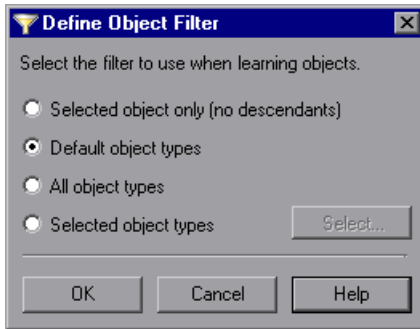 Define Object Filter
Select the filter to use when learning objects.
Selected object only (no descendants)
Default object types
All object types
Selected object types
Select...
OK
Cancel
Help